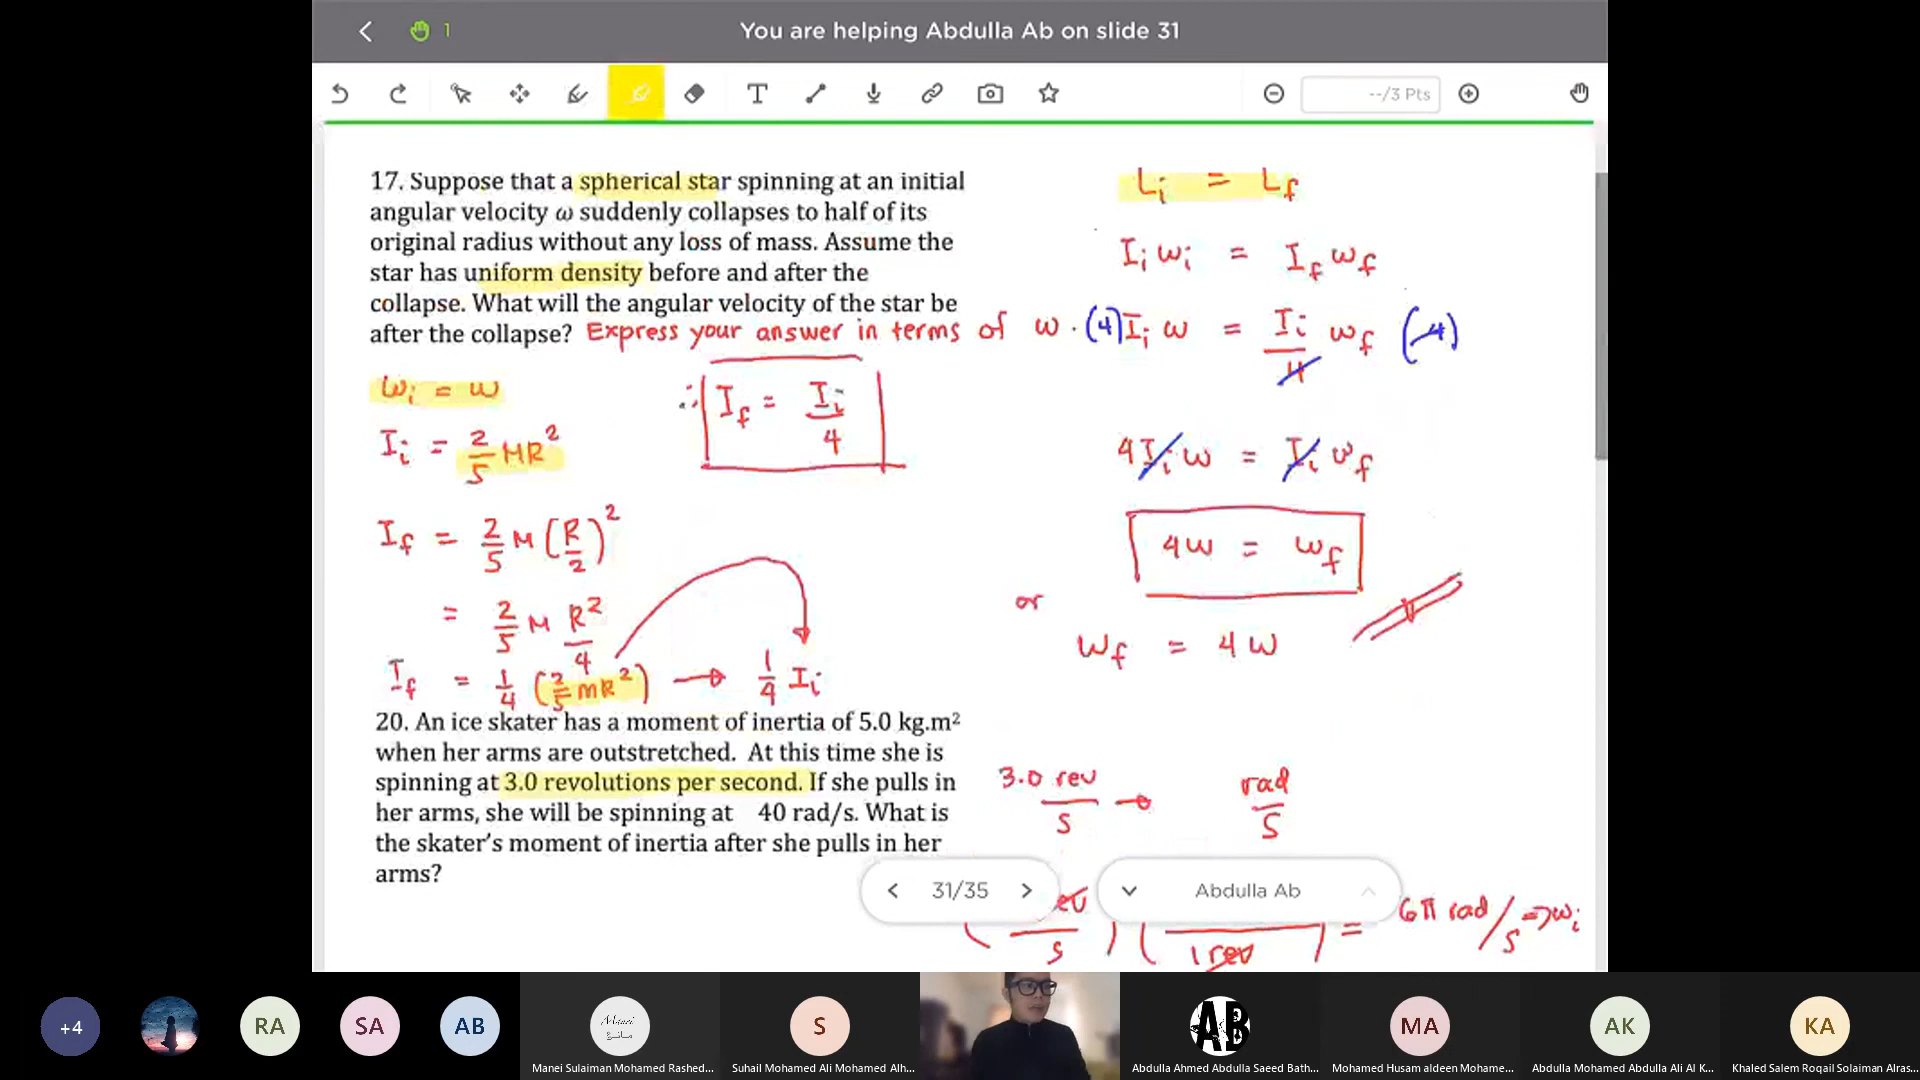 1
You are helping Abdulla Ab on slide 31
--/3 Pts
17. Suppose that a spherical star spinning at an initial
angular velocity ω suddenly collapses to half of its
original radius without any loss of mass. Assume the
star has uniform density before and after the
collapse. What will the angular velocity of the star be
after the collapse? Express your answer in terms of ω.
ωi = ω
Ii = 2/5 MR²
∴ If = Ii/4
If = 2/5 M (R/2)²
= 2/5 M R²/4
If = 1/4 (2/5 MR²) → 1/4 Ii
Li = Lf
Ii ωi = If ωf
(4) Ii ω = Ii/4 ωf (4)
4 Ii ω = Ii ωf
4ω = ωf
or
ωf = 4ω
20. An ice skater has a moment of inertia of 5.0 kg.m²
when her arms are outstretched. At this time she is
spinning at 3.0 revolutions per second. If she pulls in
her arms, she will be spinning at 40 rad/s. What is
the skater's moment of inertia after she pulls in her
arms?
3.0 rev/s → rad/s
31/35
Abdulla Ab
s ) ( 1 rev ) = 6π rad/s ⇒ ωi
+4
RA
SA
AB
Manei
S
AB
MA
AK
KA
Manei Sulaiman Mohamed Rashed...
Suhail Mohamed Ali Mohamed Alh...
Abdulla Ahmed Abdulla Saeed Bath...
Mohamed Husam aldeen Mohame...
Abdulla Mohamed Abdulla Ali Al K...
Khaled Salem Roqail Solaiman Alras...